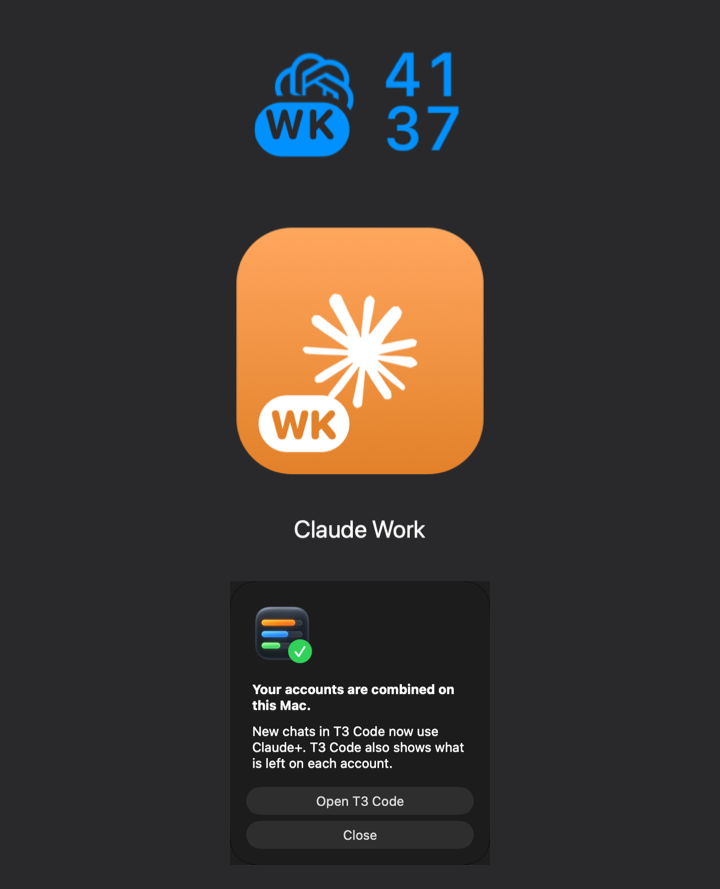 WK
41
37
WK
Claude Work
Your accounts are combined on
this Mac.
New chats in T3 Code now use
Claude+. T3 Code also shows what
is left on each account.
Open T3 Code
Close